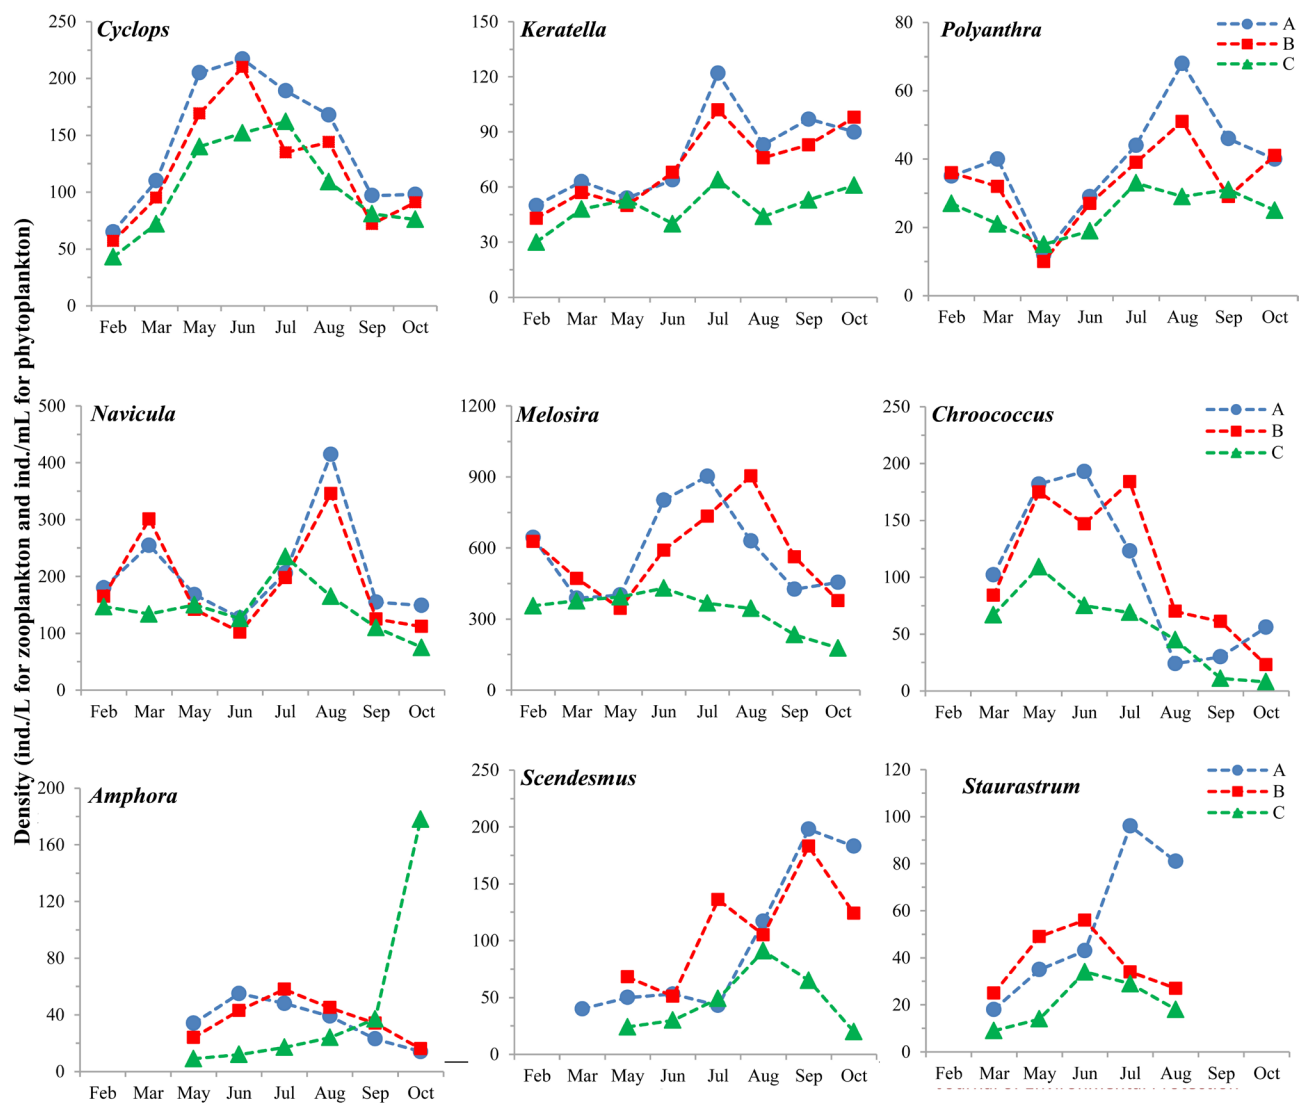 Density (ind./L for zooplankton and ind./mL for phytoplankton)
Cyclops
250
200
150
100
50
0
Feb Mar May Jun Jul Aug Sep Oct
Keratella
150
120
90
60
30
0
Feb Mar May Jun Jul Aug Sep Oct
Polyanthra
A
B
C
80
60
40
20
0
Feb Mar May Jun Jul Aug Sep Oct
Navicula
500
400
300
200
100
0
Feb Mar May Jun Jul Aug Sep Oct
Melosira
1200
900
600
300
0
Feb Mar May Jun Jul Aug Sep Oct
Chroococcus
A
B
C
250
200
150
100
50
0
Feb Mar May Jun Jul Aug Sep Oct
Amphora
200
160
120
80
40
0
Feb Mar May Jun Jul Aug Sep Oct
Scendesmus
250
200
150
100
50
0
Feb Mar May Jun Jul Aug Sep Oct
Staurastrum
A
B
C
120
100
80
60
40
20
0
Feb Mar May Jun Jul Aug Sep Oct